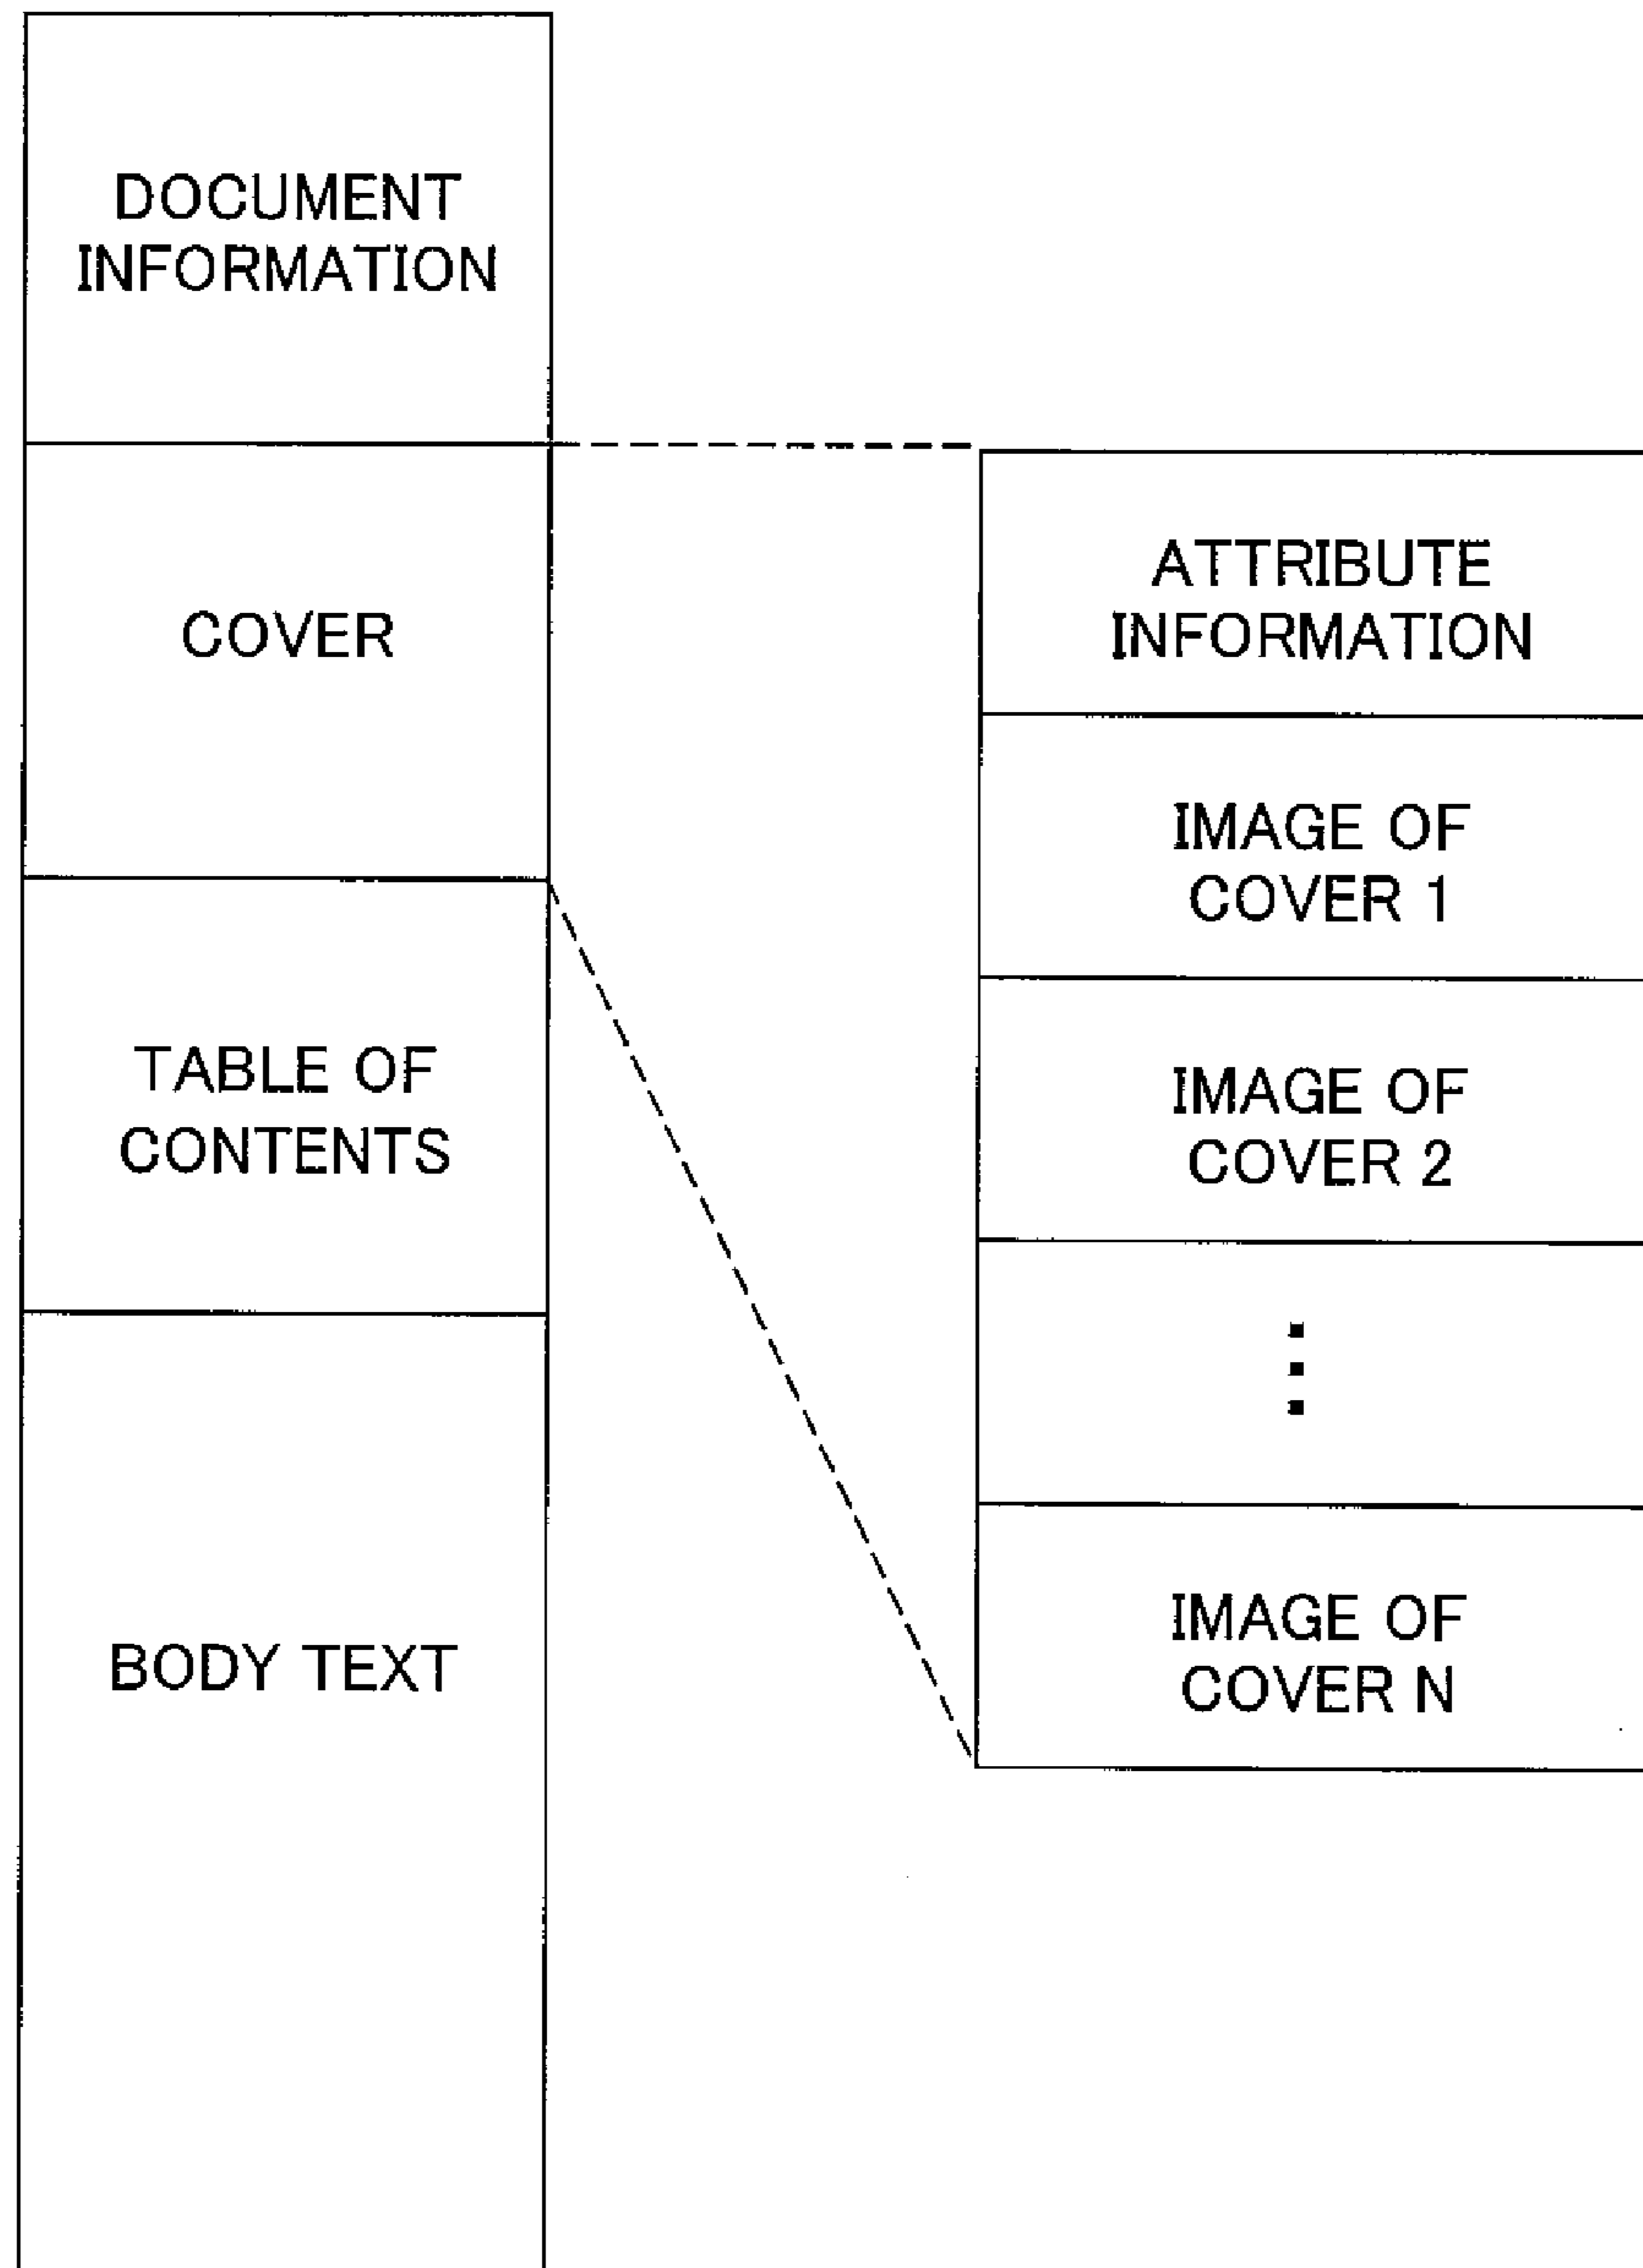 DOCUMENT
INFORMATION
COVER
TABLE OF
CONTENTS
BODY TEXT
ATTRIBUTE
INFORMATION
IMAGE OF
COVER 1
IMAGE OF
COVER 2
IMAGE OF
COVER N